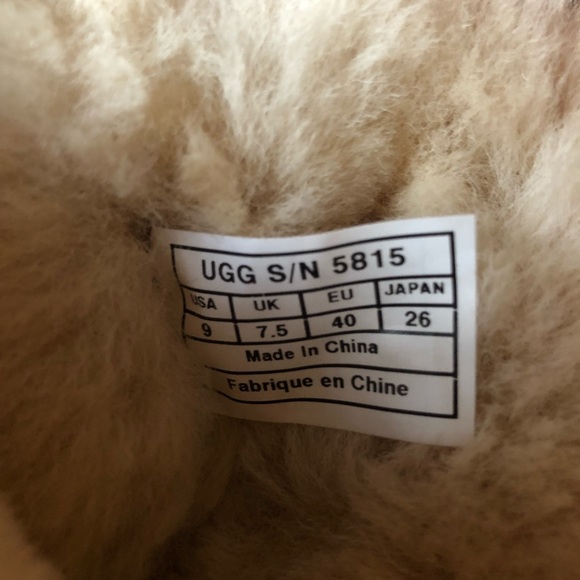 UGG S/N 5815
USA UK EU JAPAN
9 7.5 40 26
Made In China
Fabrique en Chine